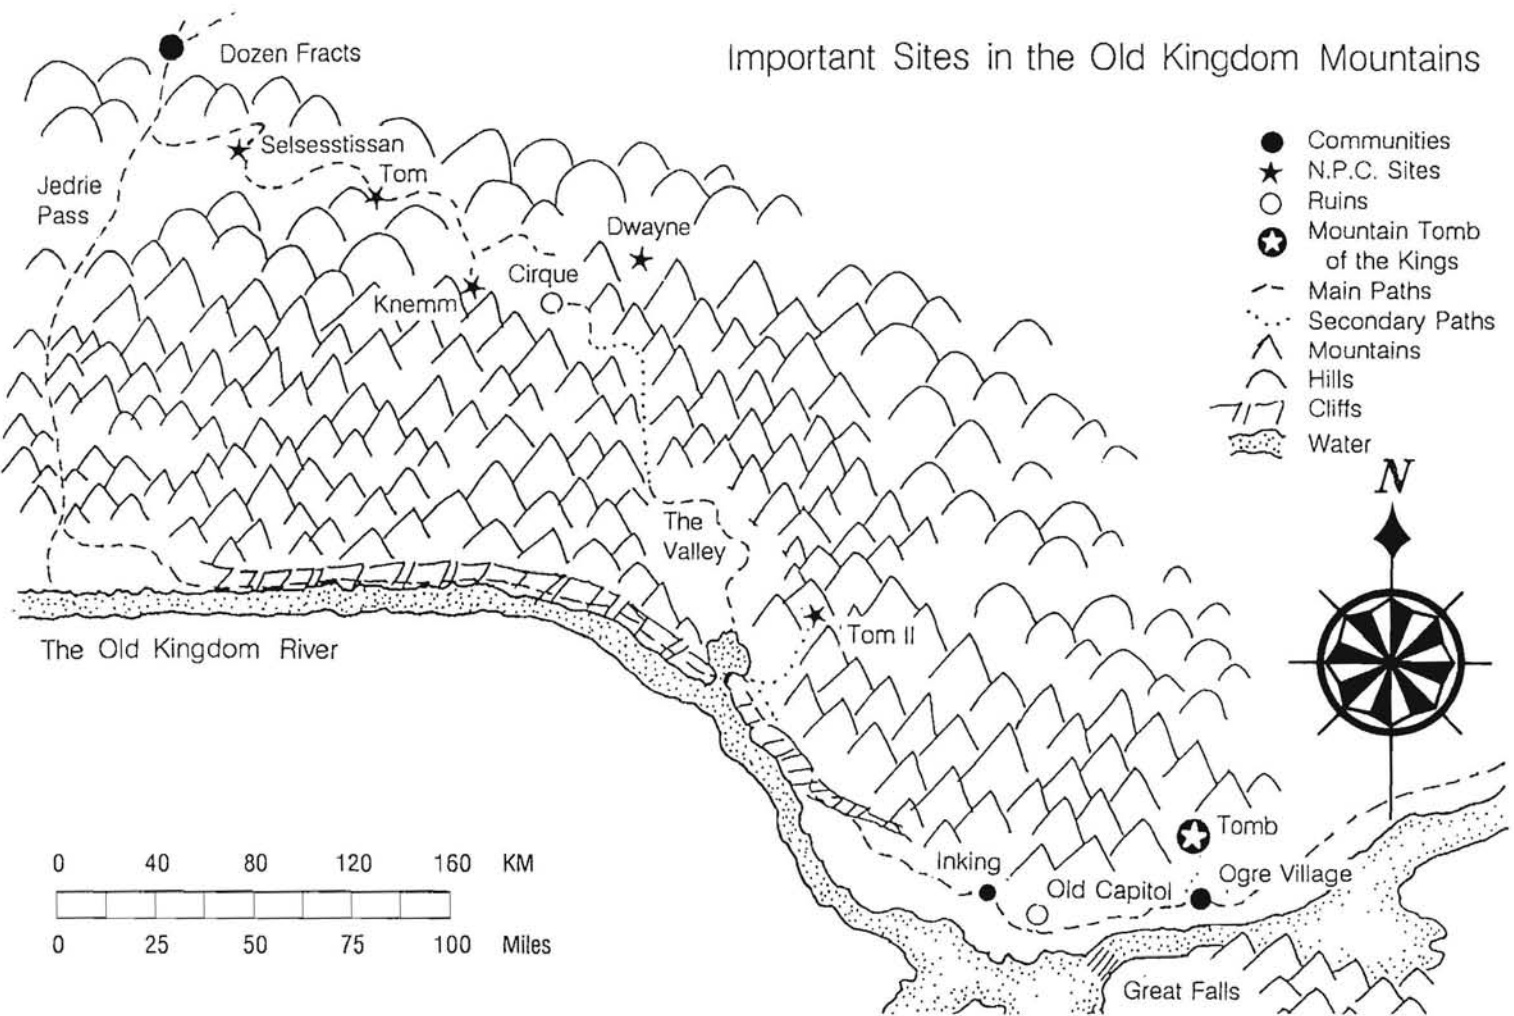 Important Sites in the Old Kingdom Mountains
Dozen Fracts
Selsesstissan
Tom
Jedrie
Pass
Dwayne
Cirque
Knemm
The
Valley
Tom II
The Old Kingdom River
Inking
Old Capitol
Tomb
Ogre Village
Great Falls
Communities
N.P.C. Sites
Ruins
Mountain Tomb
of the Kings
Main Paths
Secondary Paths
Mountains
Hills
Cliffs
Water
N
0 40 80 120 160 KM
0 25 50 75 100 Miles